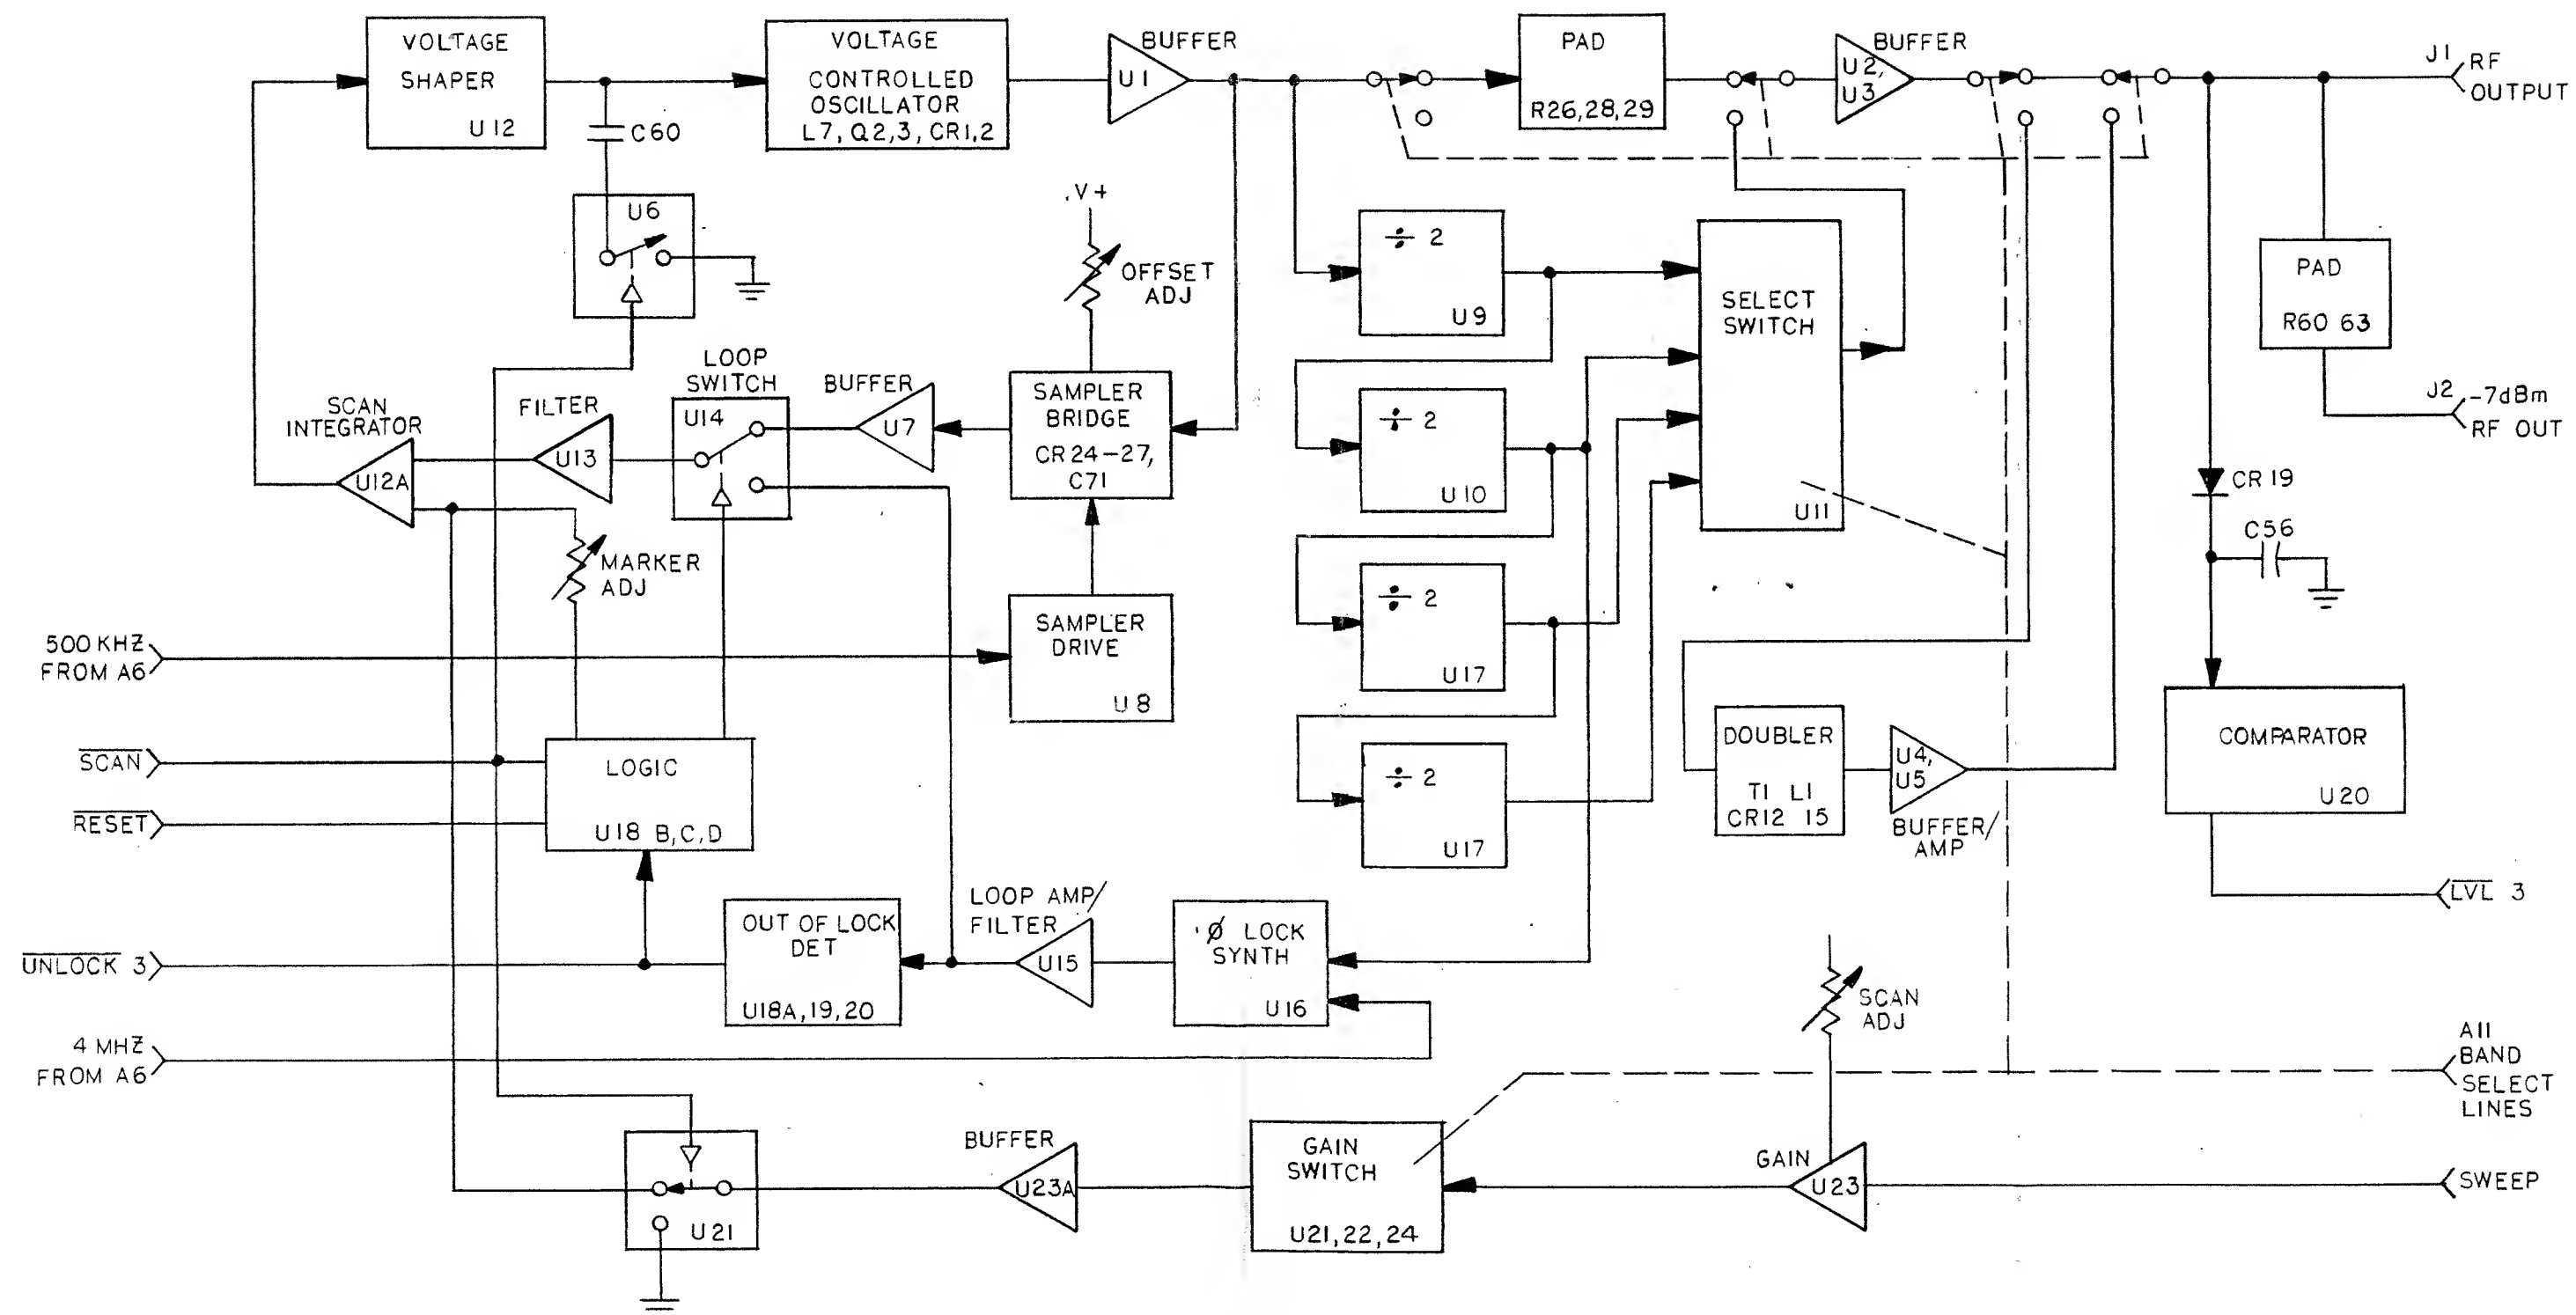 VOLTAGE
SHAPER
U12
VOLTAGE
CONTROLLED
OSCILLATOR
L7, Q2,3, CR1,2
BUFFER
U1
PAD
R26,28,29
BUFFER
U2,
U3
J1
RF
OUTPUT
C60
U6
V+
OFFSET
ADJ
÷ 2
U9
SELECT
SWITCH
U11
PAD
R60 63
J2
-7dBm
RF OUT
LOOP
SWITCH
U14
BUFFER
U7
SAMPLER
BRIDGE
CR24-27,
C71
SCAN
INTEGRATOR
U12A
FILTER
U13
÷ 2
U10
CR19
C56
MARKER
ADJ
÷ 2
U17
500 KHZ
FROM A6
SAMPLER
DRIVE
U8
SCAN
RESET
LOGIC
U18 B,C,D
÷ 2
U17
DOUBLER
T1 L1
CR12 15
U4,
U5
BUFFER/
AMP
COMPARATOR
U20
LVL 3
UNLOCK 3
OUT OF LOCK
DET
U18A,19,20
LOOP AMP/
FILTER
U15
Ø LOCK
SYNTH
U16
SCAN
ADJ
4 MHZ
FROM A6
A11
BAND
SELECT
LINES
U21
BUFFER
U23A
GAIN
SWITCH
U21,22,24
GAIN
U23
SWEEP